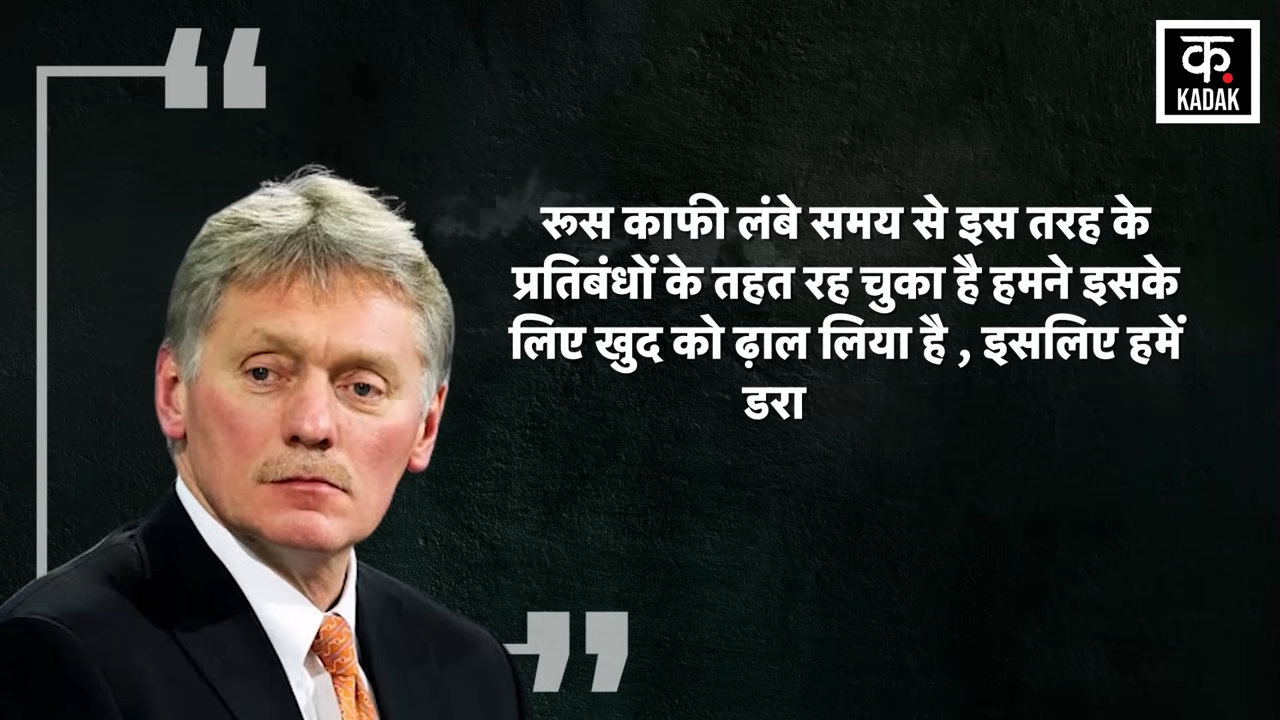 क.
KADAK
रूस काफी लंबे समय से इस तरह के
प्रतिबंधों के तहत रह चुका है हमने इसके
लिए खुद को ढ़ाल लिया है , इसलिए हमें
डरा